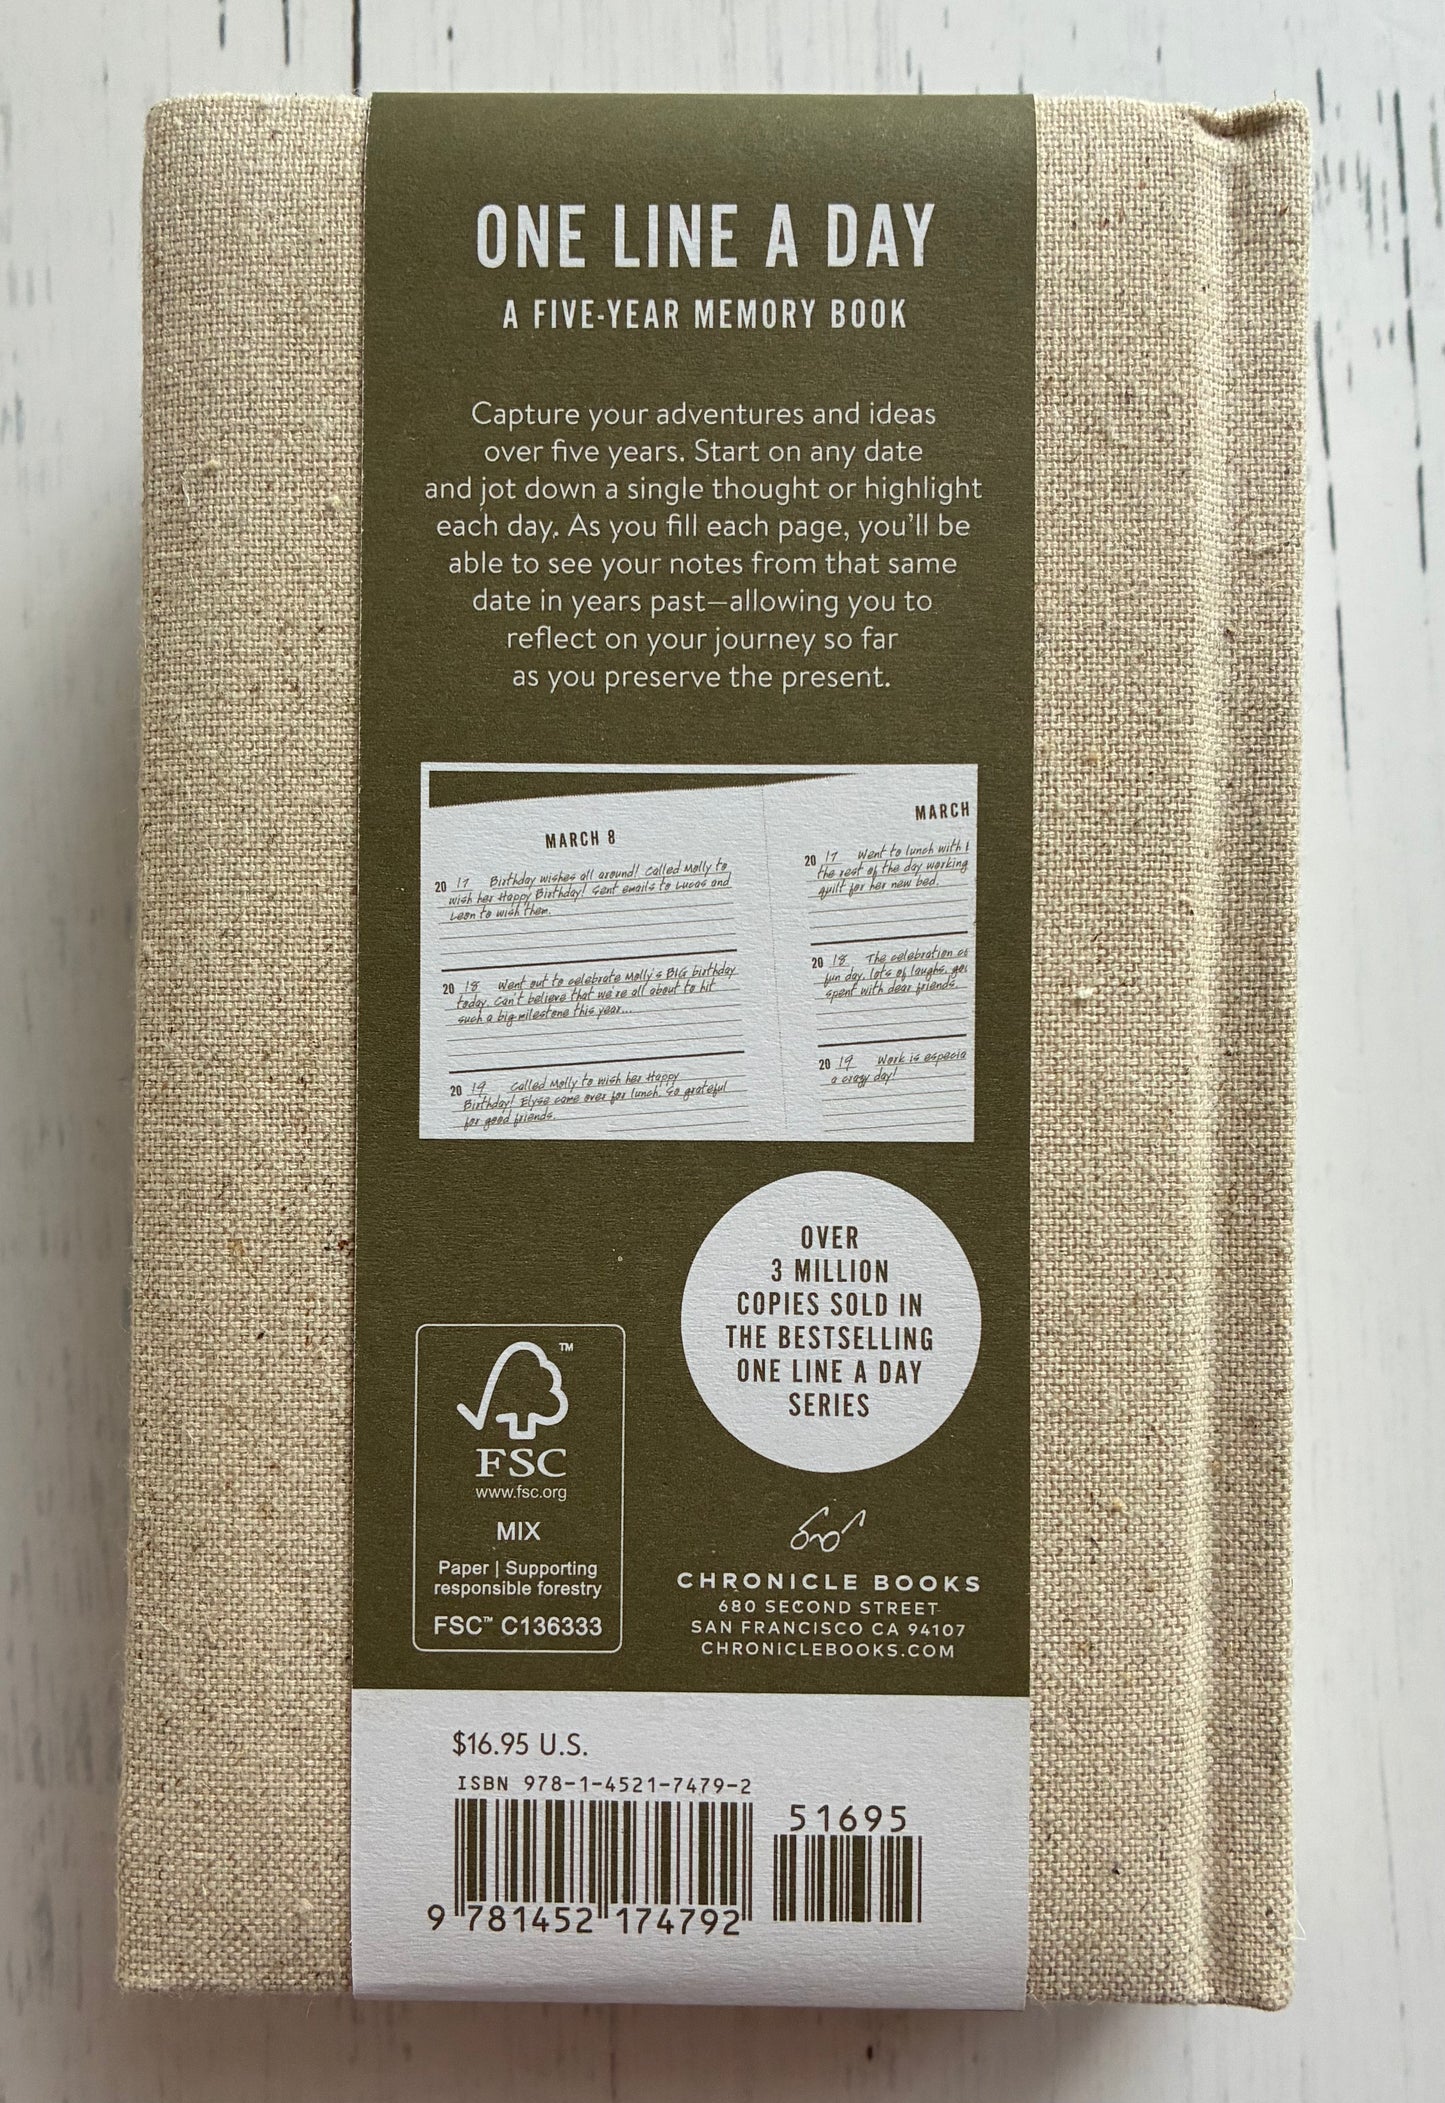 ONE LINE A DAY
A FIVE-YEAR MEMORY BOOK
Capture your adventures and ideas
over five years. Start on any date
and jot down a single thought or highlight
each day. As you fill each page, you'll be
able to see your notes from that same
date in years past—allowing you to
reflect on your journey so far
as you preserve the present.
MARCH 8
20 17 Birthday wishes all around! Called Molly to
wish her Happy Birthday! Sent emails to Lucas and
Leon to wish them.
20 18 Went out to celebrate Molly's BIG birthday
today. Can't believe that we're all about to hit
such a big milestone this year...
20 19 Called Molly to wish her Happy
Birthday! Elyse came over for lunch. So grateful
for good friends.
MARCH
20 17 Went to lunch with
the rest of the day working
quilt for her new bed.
20 18 The celebration
fun day, lots of laughs,
spent with dear friends.
20 19 Work is especia
a crazy day!
OVER
3 MILLION
COPIES SOLD IN
THE BESTSELLING
ONE LINE A DAY
SERIES
FSC
www.fsc.org
MIX
Paper | Supporting
responsible forestry
FSC™ C136333
CHRONICLE BOOKS
680 SECOND STREET
SAN FRANCISCO CA 94107
CHRONICLEBOOKS.COM
$16.95 U.S.
ISBN 978-1-4521-7479-2
51695
9 781452 174792